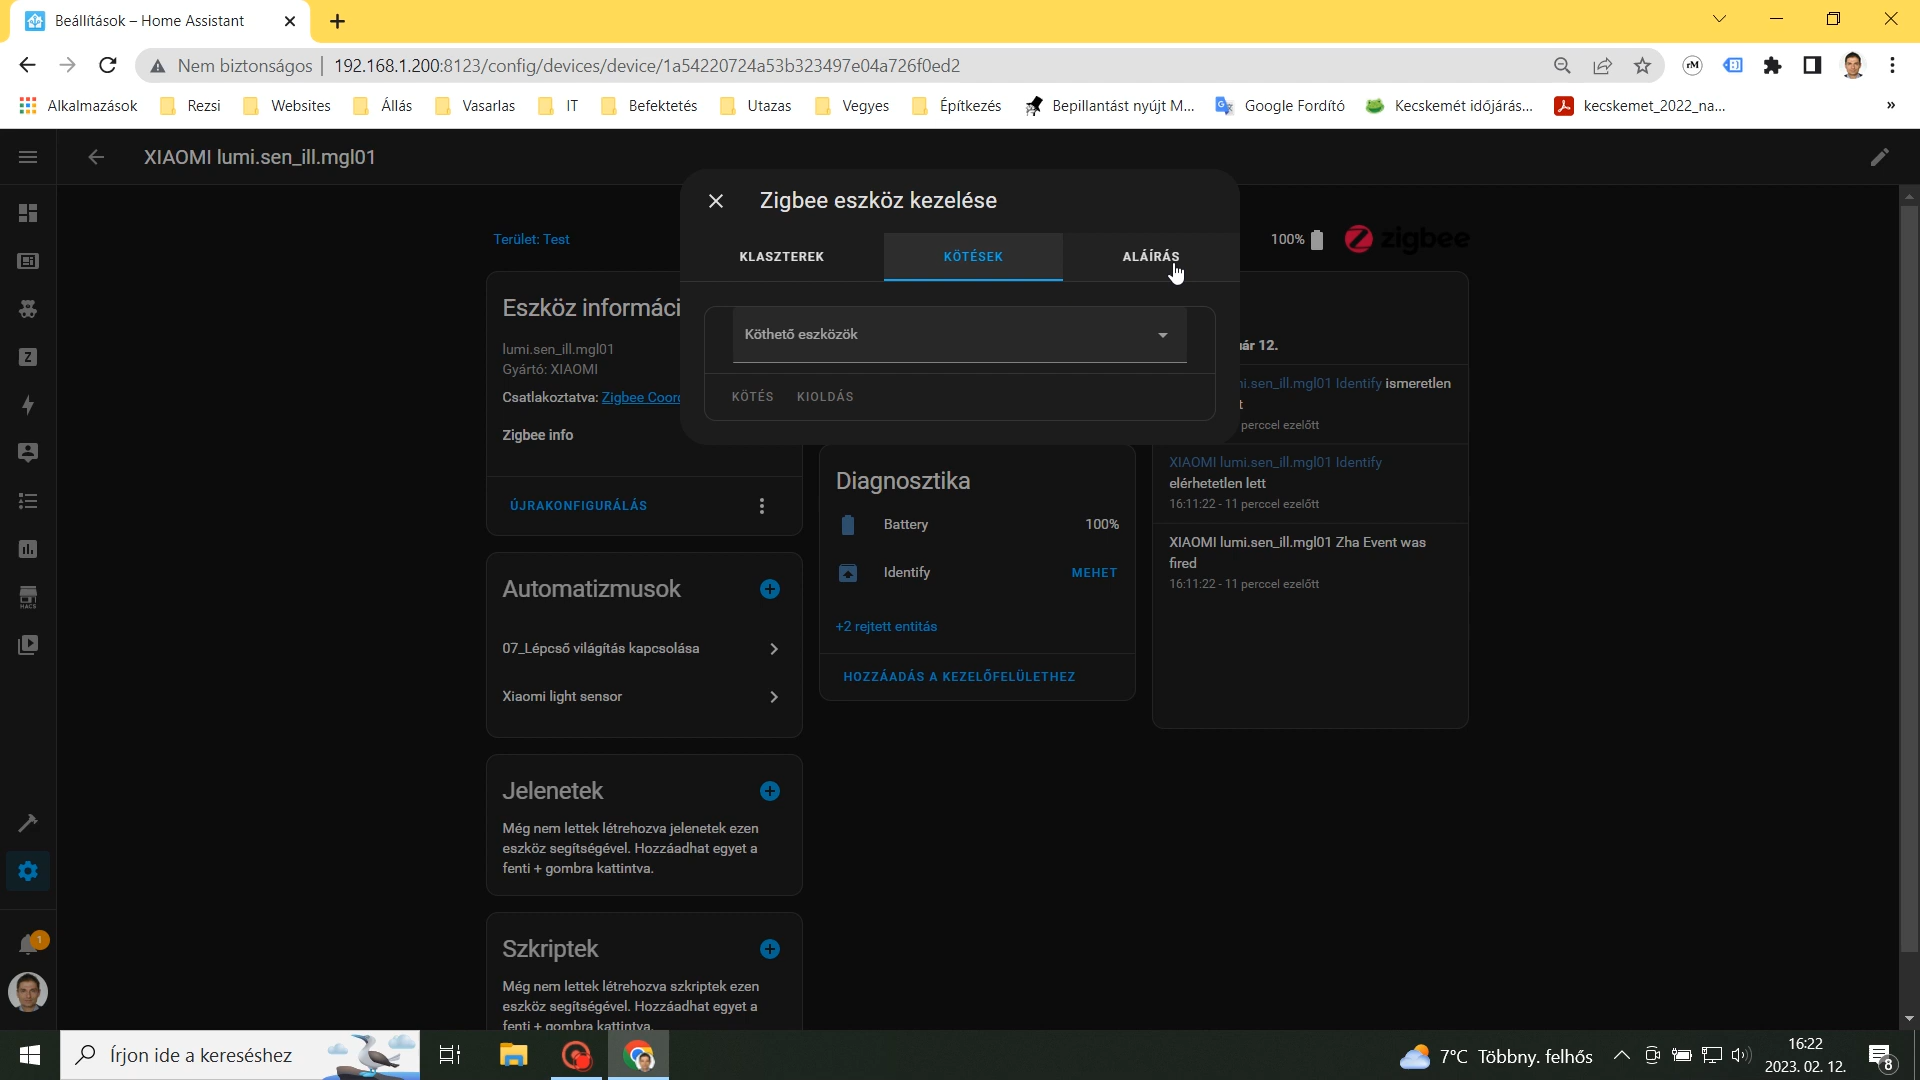 Beállítások – Home Assistant
Nem biztonságos
192.168.1.200:8123/config/devices/device/1a54220724a53b323497e04a726f0ed2
rM
Alkalmazások
Rezsi
Websites
Állás
Vasarlas
IT
Befektetés
Utazas
Vegyes
Építkezés
Bepillantást nyújt M...
Google Fordító
Kecskemét időjárás...
kecskemet_2022_na...
»
XIAOMI lumi.sen_ill.mgl01
Zigbee eszköz kezelése
KLASZTEREK
KÖTÉSEK
ALÁÍRÁS
Köthető eszközök
KÖTÉS
KIOLDÁS
Terület: Test
100%
zigbee
Eszköz informáci
lumi.sen_ill.mgl01
Gyártó: XIAOMI
Csatlakoztatva: Zigbee Coor
Zigbee info
ÚJRAKONFIGURÁLÁS
Automatizmusok
07_Lépcső világítás kapcsolása
Xiaomi light sensor
Jelenetek
Még nem lettek létrehozva jelenetek ezen
eszköz segítségével. Hozzáadhat egyet a
fenti + gombra kattintva.
Szkriptek
Még nem lettek létrehozva szkriptek ezen
eszköz segítségével. Hozzáadhat egyet a
fenti + gombra kattintva.
Diagnosztika
Battery
100%
Identify
MEHET
+2 rejtett entitás
HOZZÁADÁS A KEZELŐFELÜLETHEZ
ár 12.
i.sen_ill.mgl01 Identify ismeretlen
t
perccel ezelőtt
XIAOMI lumi.sen_ill.mgl01 Identify
elérhetetlen lett
16:11:22 - 11 perccel ezelőtt
XIAOMI lumi.sen_ill.mgl01 Zha Event was
fired
16:11:22 - 11 perccel ezelőtt
Z
HACS
1
Írjon ide a kereséshez
7°C Többny. felhős
16:22
2023. 02. 12.
8